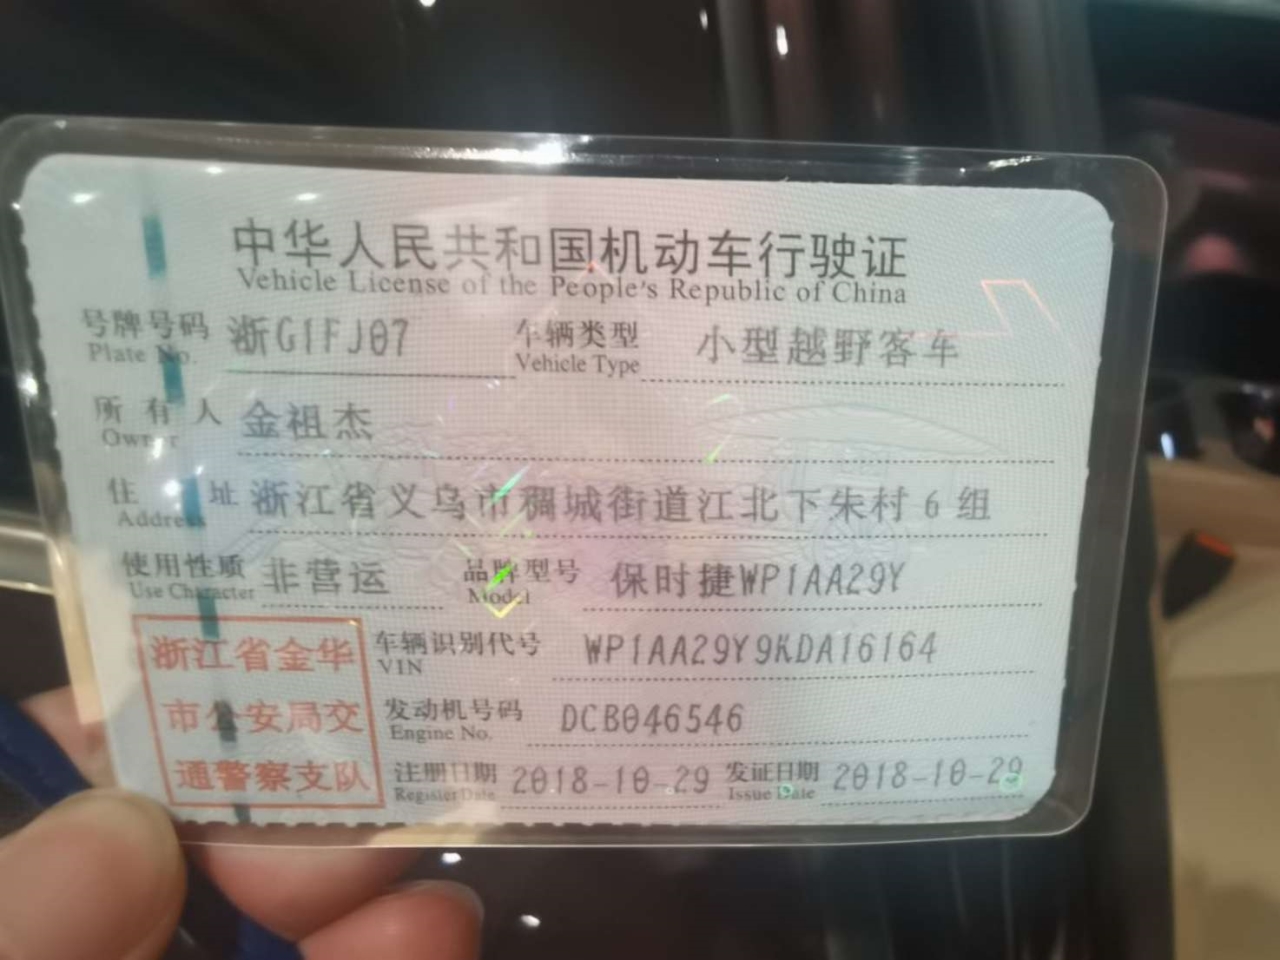 中华人民共和国机动车行驶证
Vehicle License of the People's Republic of China
号牌号码 浙G1FJ07 车辆类型 小型越野客车
Plate No. Vehicle Type
所有人 金祖杰
Owner
住址 浙江省义乌市稠城街道江北下朱村6组
Address
使用性质 非营运 品牌型号 保时捷WP1AA29Y
Use Character Model
浙江省金华 车辆识别代号 WP1AA29Y9KDA16164
VIN
市公安局交 发动机号码 DCB046546
Engine No.
通警察支队 注册日期 2018-10-29 发证日期 2018-10-29
Register Date Issue Date